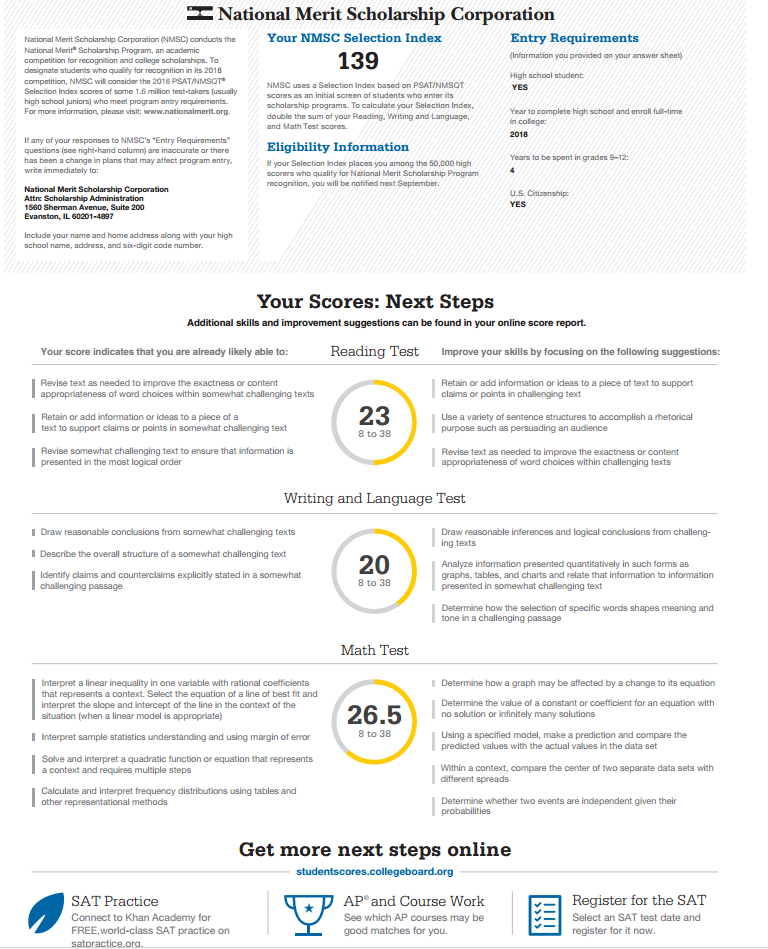 National Merit Scholarship Corporation
National Merit Scholarship Corporation (NMSC) conducts the
National Merit® Scholarship Program, an academic
competition for recognition and college scholarships. To
designate students who qualify for recognition in its 2018
competition, NMSC will consider the 2016 PSAT/NMSQT®
Selection Index scores of some 1.6 million test-takers (usually
high school juniors) who meet program entry requirements.
For more information, please visit: www.nationalmerit.org.
If any of your responses to NMSC's "Entry Requirements"
questions (see right-hand column) are inaccurate or there
has been a change in plans that may affect program entry,
write immediately to:
National Merit Scholarship Corporation
Attn: Scholarship Administration
1560 Sherman Avenue, Suite 200
Evanston, IL 60201-4897
Include your name and home address along with your high
school name, address, and six-digit code number.
Your NMSC Selection Index
139
NMSC uses a Selection Index based on PSAT/NMSQT
scores as an initial screen of students who enter its
scholarship programs. To calculate your Selection Index,
double the sum of your Reading, Writing and Language,
and Math Test scores.
Eligibility Information
If your Selection Index places you among the 50,000 high
scorers who qualify for National Merit Scholarship Program
recognition, you will be notified next September.
Entry Requirements
(Information you provided on your answer sheet)
High school student:
YES
Year to complete high school and enroll full-time
in college:
2018
Years to be spent in grades 9–12:
4
U.S. Citizenship:
YES
Your Scores: Next Steps
Additional skills and improvement suggestions can be found in your online score report.
Your score indicates that you are already likely able to:
Reading Test
Improve your skills by focusing on the following suggestions:
Revise text as needed to improve the exactness or content
appropriateness of word choices within somewhat challenging texts
Retain or add information or ideas to a piece of a
text to support claims or points in somewhat challenging text
Revise somewhat challenging text to ensure that information is
presented in the most logical order
23
8 to 38
Retain or add information or ideas to a piece of text to support
claims or points in challenging text
Use a variety of sentence structures to accomplish a rhetorical
purpose such as persuading an audience
Revise text as needed to improve the exactness or content
appropriateness of word choices within challenging texts
Writing and Language Test
Draw reasonable conclusions from somewhat challenging texts
Describe the overall structure of a somewhat challenging text
Identify claims and counterclaims explicitly stated in a somewhat
challenging passage
20
8 to 38
Draw reasonable inferences and logical conclusions from challeng-
ing texts
Analyze information presented quantitatively in such forms as
graphs, tables, and charts and relate that information to information
presented in somewhat challenging text
Determine how the selection of specific words shapes meaning and
tone in a challenging passage
Math Test
Interpret a linear inequality in one variable with rational coefficients
that represents a context. Select the equation of a line of best fit and
interpret the slope and intercept of the line in the context of the
situation (when a linear model is appropriate)
Interpret sample statistics understanding and using margin of error
Solve and interpret a quadratic function or equation that represents
a context and requires multiple steps
Calculate and interpret frequency distributions using tables and
other representational methods
26.5
8 to 38
Determine how a graph may be affected by a change to its equation
Determine the value of a constant or coefficient for an equation with
no solution or infinitely many solutions
Using a specified model, make a prediction and compare the
predicted values with the actual values in the data set
Within a context, compare the center of two separate data sets with
different spreads
Determine whether two events are independent given their
probabilities
Get more next steps online
studentscores.collegeboard.org
SAT Practice
Connect to Khan Academy for
FREE,world-class SAT practice on
satpractice.org.
AP® and Course Work
See which AP courses may be
good matches for you.
Register for the SAT
Select an SAT test date and
register for it now.